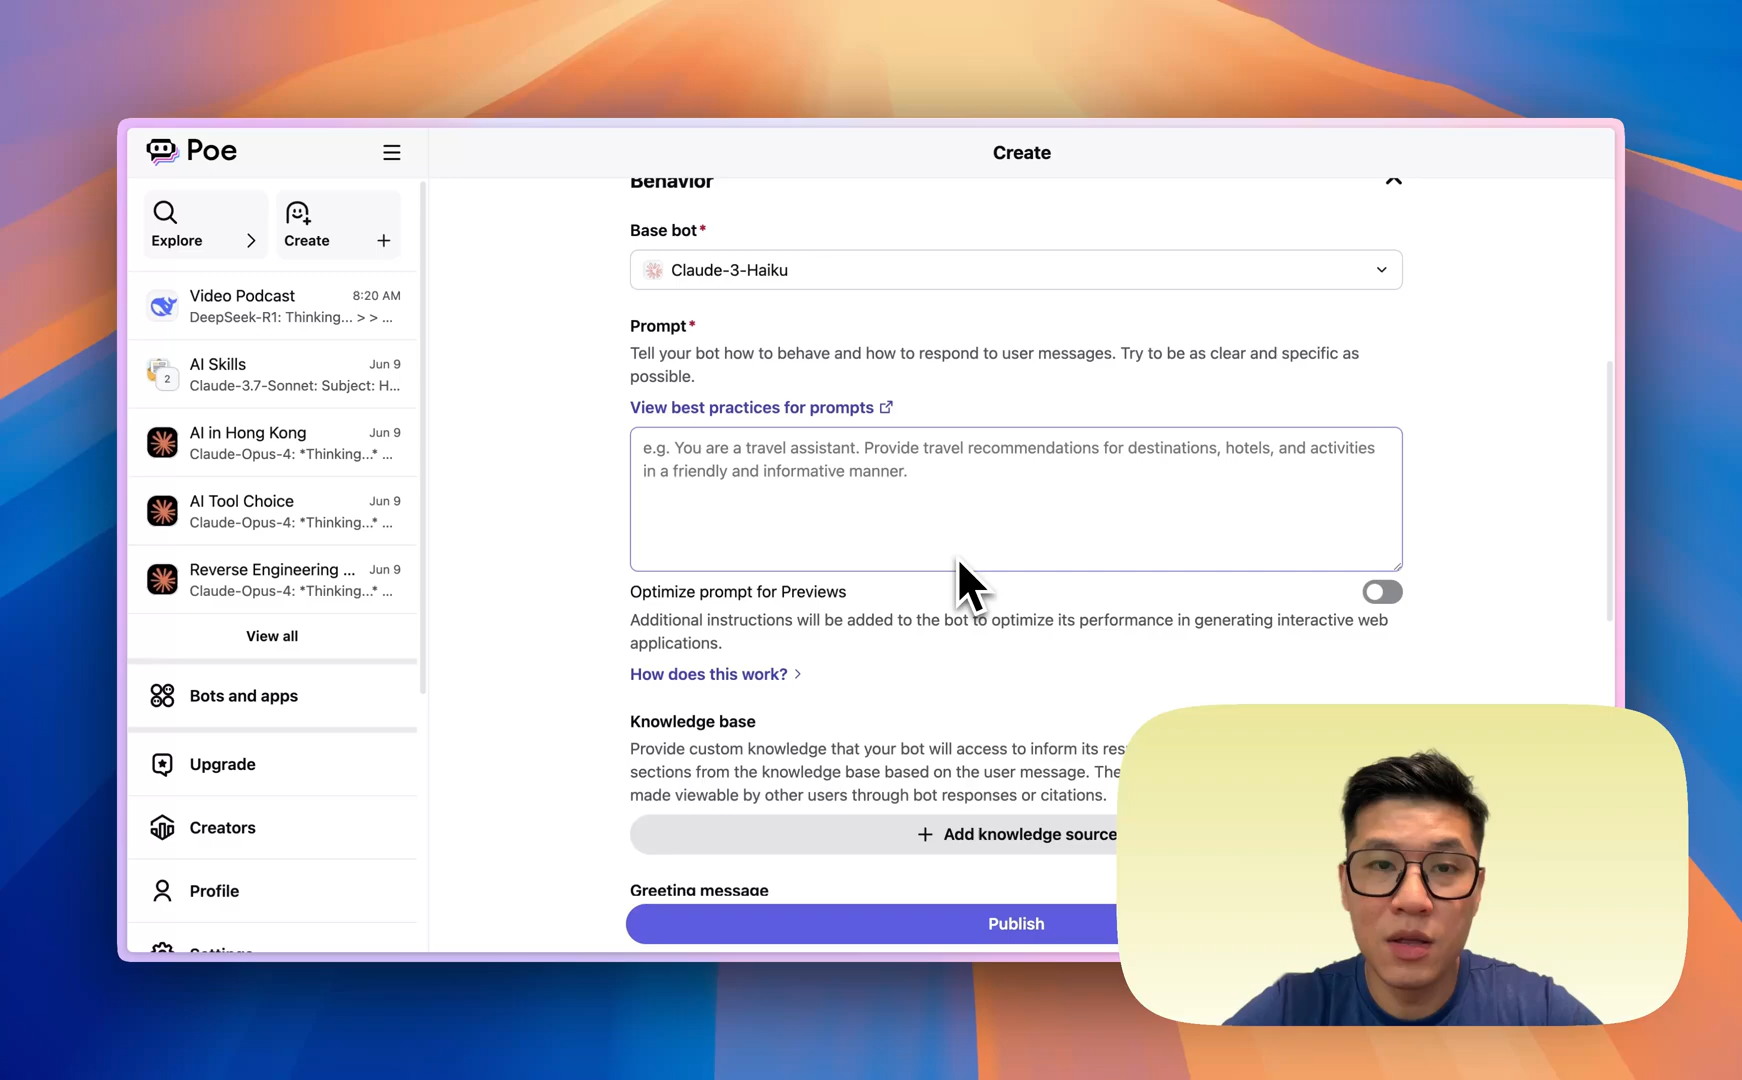 Poe
Create
Explore
Create
Video Podcast 8:20 AM
DeepSeek-R1: Thinking... > > ...
AI Skills Jun 9
2
Claude-3.7-Sonnet: Subject: H...
AI in Hong Kong Jun 9
Claude-Opus-4: *Thinking...* ...
AI Tool Choice Jun 9
Claude-Opus-4: *Thinking...* ...
Reverse Engineering ... Jun 9
Claude-Opus-4: *Thinking...* ...
View all
Bots and apps
Upgrade
Creators
Profile
Settings
Behavior
Base bot*
Claude-3-Haiku
Prompt*
Tell your bot how to behave and how to respond to user messages. Try to be as clear and specific as
possible.
View best practices for prompts
e.g. You are a travel assistant. Provide travel recommendations for destinations, hotels, and activities
in a friendly and informative manner.
Optimize prompt for Previews
Additional instructions will be added to the bot to optimize its performance in generating interactive web
applications.
How does this work? >
Knowledge base
Provide custom knowledge that your bot will access to inform its res
sections from the knowledge base based on the user message. The
made viewable by other users through bot responses or citations.
+ Add knowledge source
Greeting message
Publish